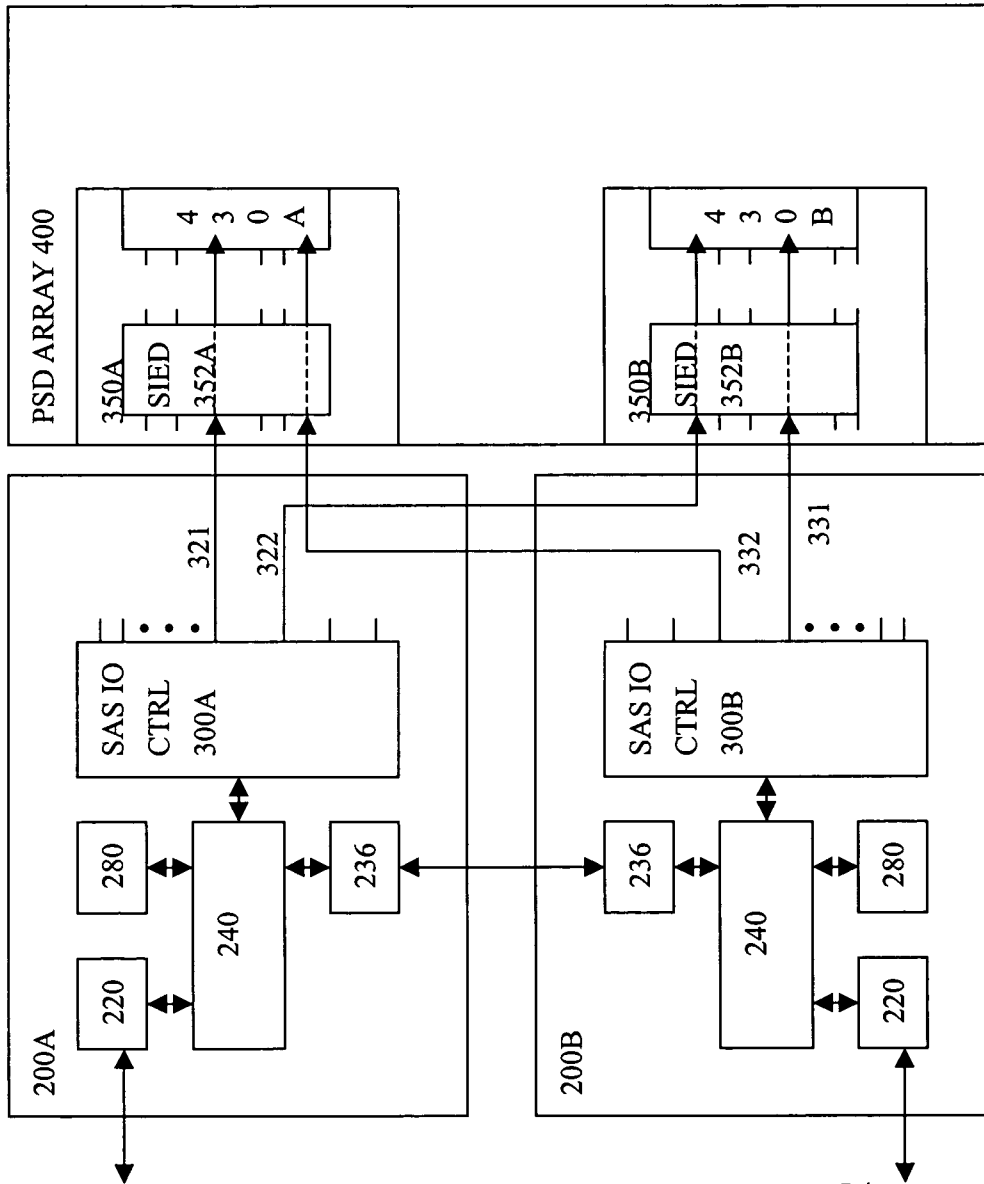 PSD ARRAY 400
350A
SIED
352A
4
3
0
A
350B
SIED
352B
4
3
0
B
321
322
332
331
200A
220
280
240
236
SAS IO
CTRL
300A
200B
236
240
220
280
SAS IO
CTRL
300B